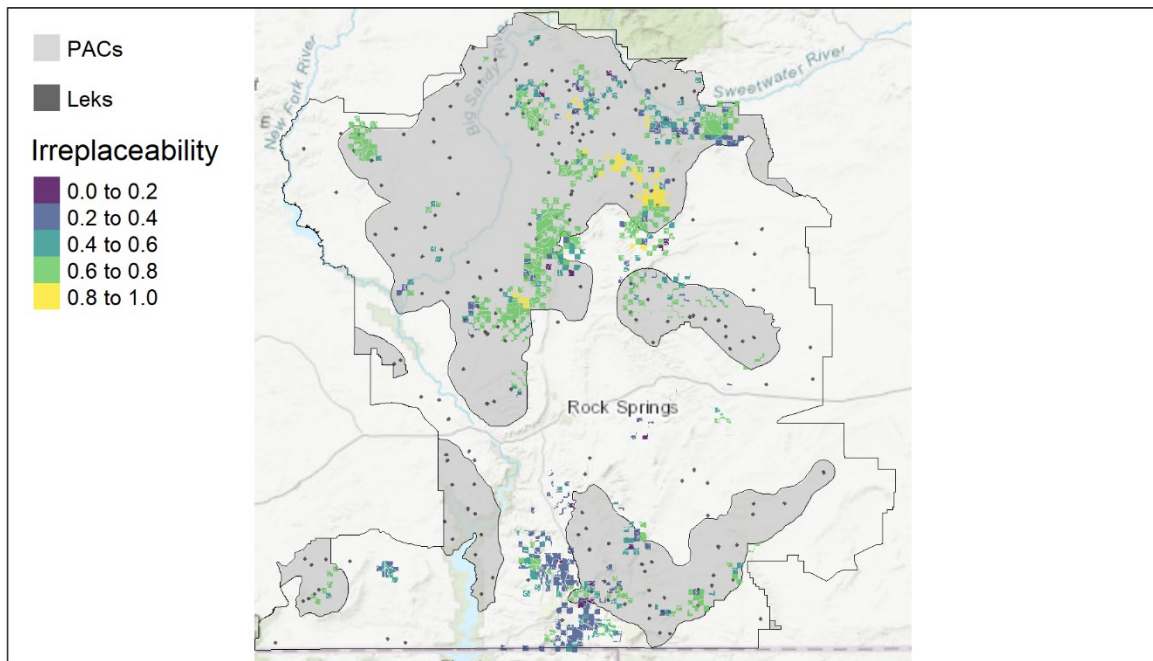 PACs
Leks
Irreplaceability
0.0 to 0.2
0.2 to 0.4
0.4 to 0.6
0.6 to 0.8
0.8 to 1.0
New Fork River
Big Sandy River
Sweetwater River
Rock Springs